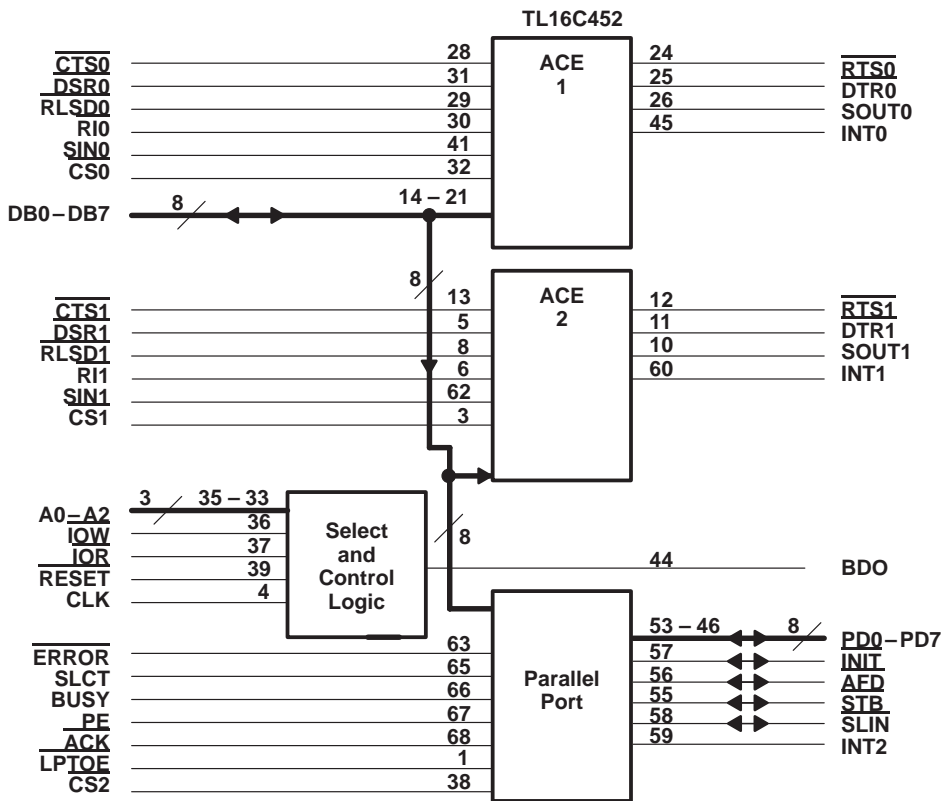 TL16C452
CTS0 28 ACE 1 24 RTS0
DSR0 31 25 DTR0
RLSD0 29 26 SOUT0
RI0 30 45 INT0
SIN0 41
CS0 32
DB0–DB7 8 14 – 21
8
CTS1 13 ACE 2 12 RTS1
DSR1 5 11 DTR1
RLSD1 8 10 SOUT1
RI1 6 60 INT1
SIN1 62
CS1 3
A0–A2 3 35 – 33
IOW 36
IOR 37
RESET 39
CLK 4
Select
and
Control
Logic
8
44 BDO
ERROR 63
SLCT 65
BUSY 66
PE 67
ACK 68
LPTOE 1
CS2 38
Parallel
Port
53 – 46 8 PD0–PD7
57 INIT
56 AFD
55 STB
58 SLIN
59 INT2